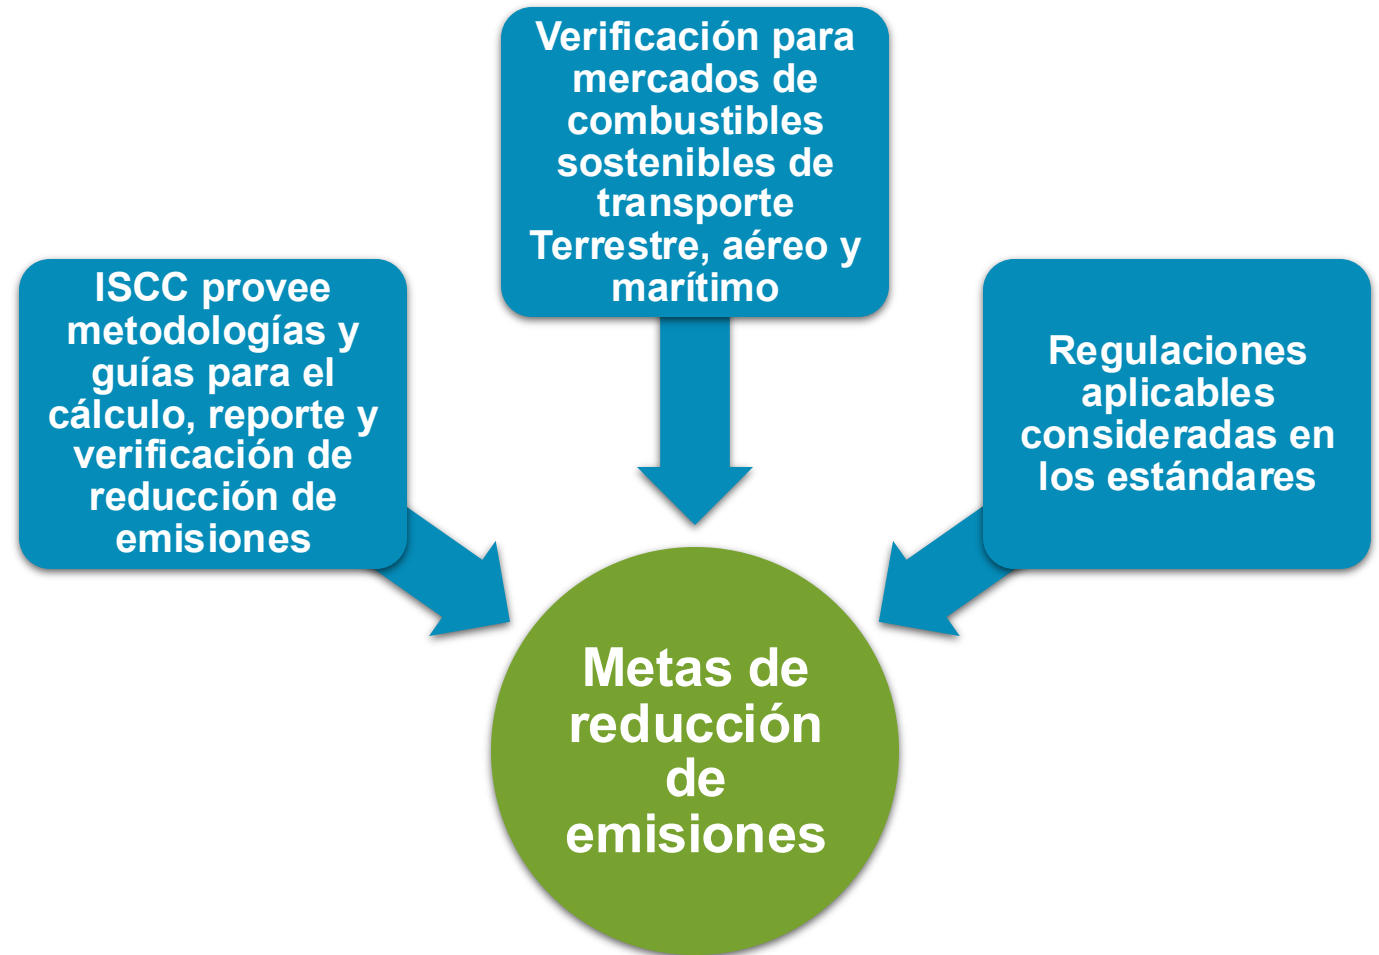 Verificación para
mercados de
combustibles
sostenibles de
transporte
Terrestre, aéreo y
marítimo
ISCC provee
metodologías y
guías para el
cálculo, reporte y
verificación de
reducción de
emisiones
Regulaciones
aplicables
consideradas en
los estándares
Metas de
reducción
de
emisiones